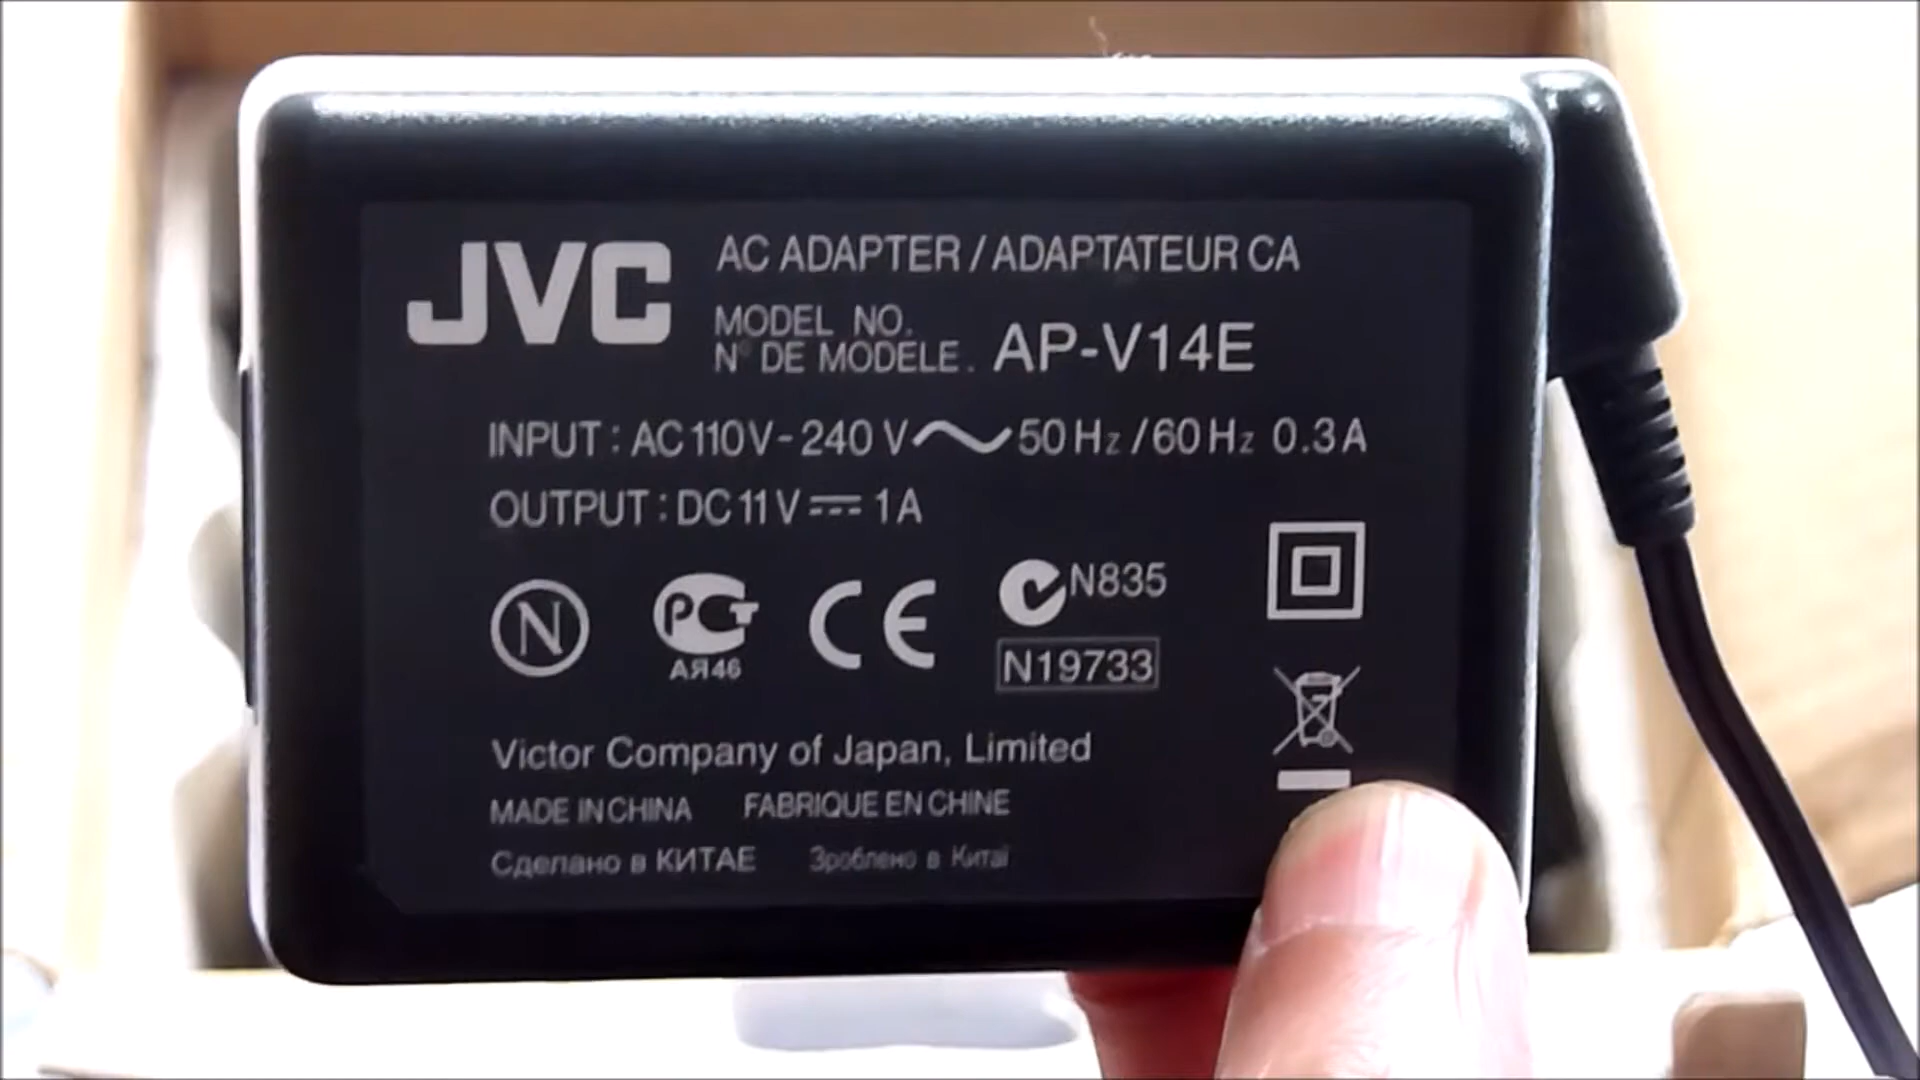 JVC
AC ADAPTER / ADAPTATEUR CA
MODEL NO.
N° DE MODELE. AP-V14E
INPUT : AC 110V - 240 V ~ 50 Hz / 60 Hz 0.3 A
OUTPUT : DC 11 V ⎓ 1 A
N
РСТ
АЯ46
CE
N835
N19733
Victor Company of Japan, Limited
MADE IN CHINA FABRIQUE EN CHINE
Сделано в КИТАЕ Зроблено в Китаї